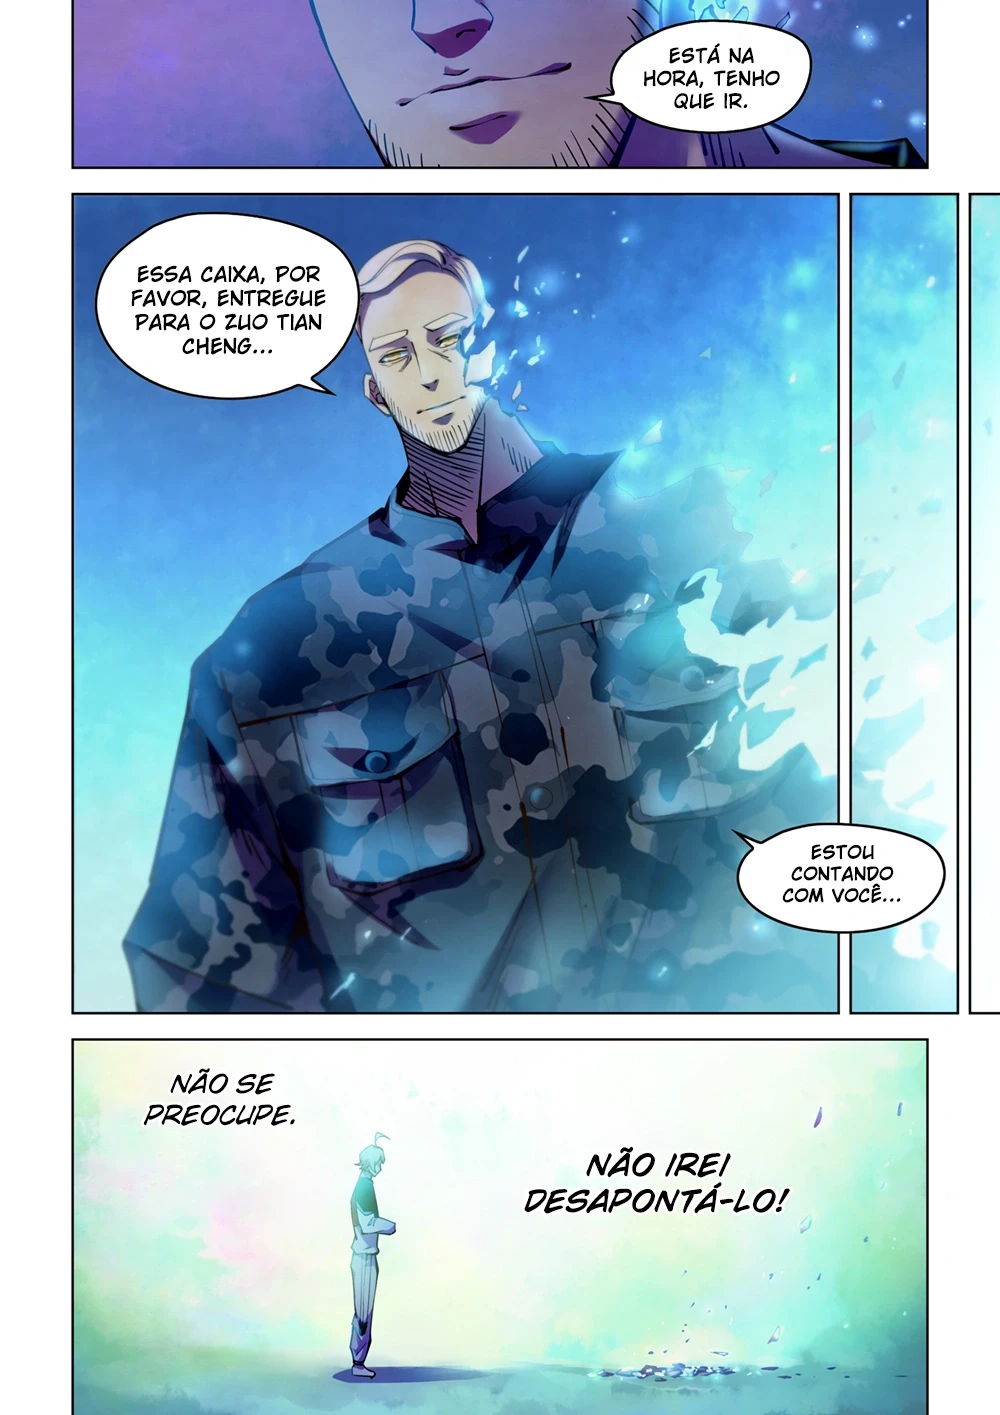 ESTÁ NA
HORA, TENHO
QUE IR.
ESSA CAIXA, POR
FAVOR, ENTREGUE
PARA O ZUO TIAN
CHENG...
ESTOU
CONTANDO
COM VOCÊ...
NÃO SE
PREOCUPE.
NÃO IREI
DESAPONTÁ-LO!